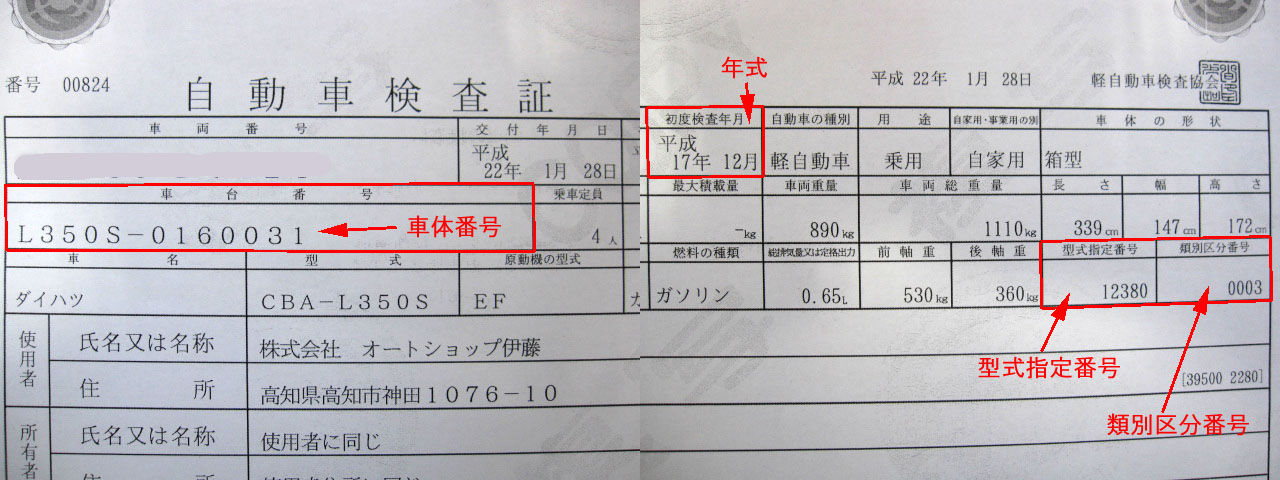 番号 00824
自動車検査証
車両番号
交付年月日
平成
22年 1月 28日
車台番号
乗車定員
L350S-0160031
車体番号
4人
車名
型式
原動機の型式
ダイハツ
CBA-L350S
EF
使用者
氏名又は名称
株式会社 オートショップ伊藤
住所
高知県高知市神田1076-10
所有者
氏名又は名称
使用者に同じ
年式
平成 22年 1月 28日
軽自動車検査協会
初度検査年月
自動車の種別
用途
自家用・事業用の別
車体の形状
平成
17年 12月
軽自動車
乗用
自家用
箱型
最大積載量
車両重量
車両総重量
長さ
幅
高さ
-kg
890kg
1110kg
339cm
147cm
172cm
燃料の種類
総排気量又は定格出力
前軸重
後軸重
型式指定番号
類別区分番号
ガソリン
0.65L
530kg
360kg
12380
0003
型式指定番号
[39500 2280]
類別区分番号